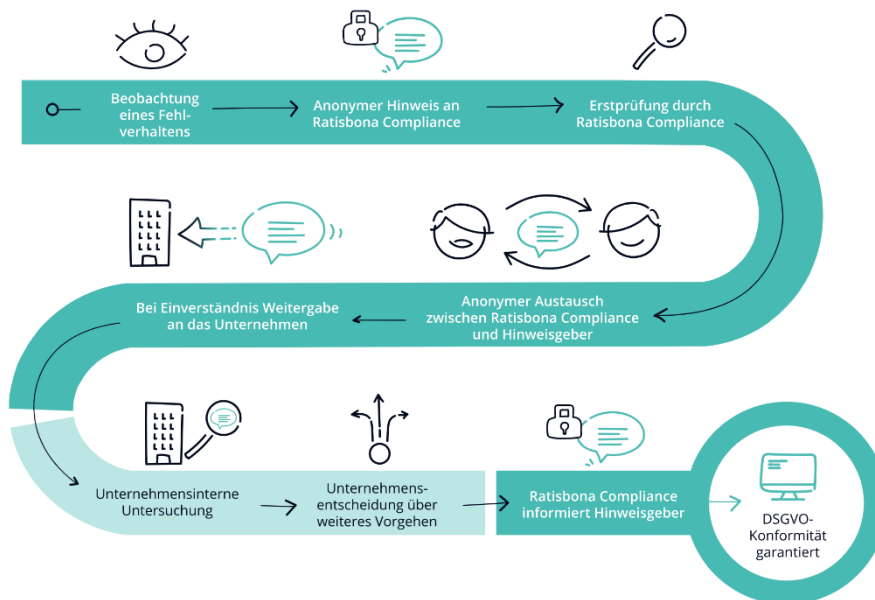 Beobachtung
eines Fehl-
verhaltens
Anonymer Hinweis an
Ratisbona Compliance
Erstprüfung durch
Ratisbona Compliance
Anonymer Austausch
zwischen Ratisbona Compliance
und Hinweisgeber
Bei Einverständnis Weitergabe
an das Unternehmen
Unternehmensinterne
Untersuchung
Unternehmens-
entscheidung über
weiteres Vorgehen
Ratisbona Compliance
informiert Hinweisgeber
DSGVO-
Konformität
garantiert